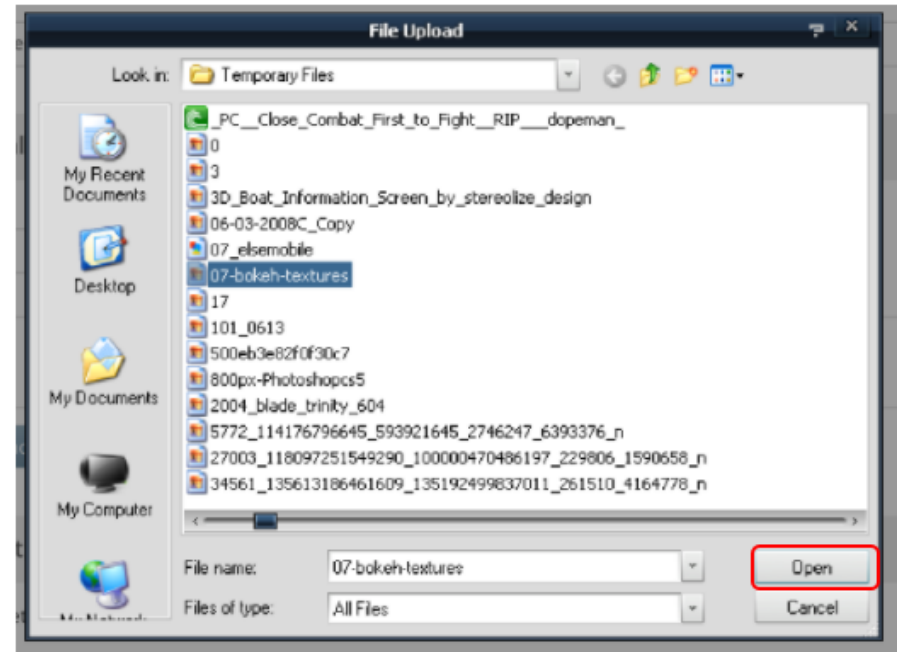 File Upload
Look in: Temporary Files
My Recent
Documents
Desktop
My Documents
My Computer
_PC__Close_Combat_First_to_Fight__RIP___dopeman_
0
3
3D_Boat_Information_Screen_by_stereolize_design
06-03-2008C_Copy
07_elsemobile
07-bokeh-textures
17
101_0613
500eb3e82f0f30c7
800px-Photoshopcs5
2004_blade_trinity_604
5772_114176796645_593921645_2746247_6393376_n
27003_118097251549290_100000470486197_229806_1590658_n
34561_135613186461609_135192499837011_261510_4164778_n
File name: 07-bokeh-textures Open
Files of type: All Files Cancel